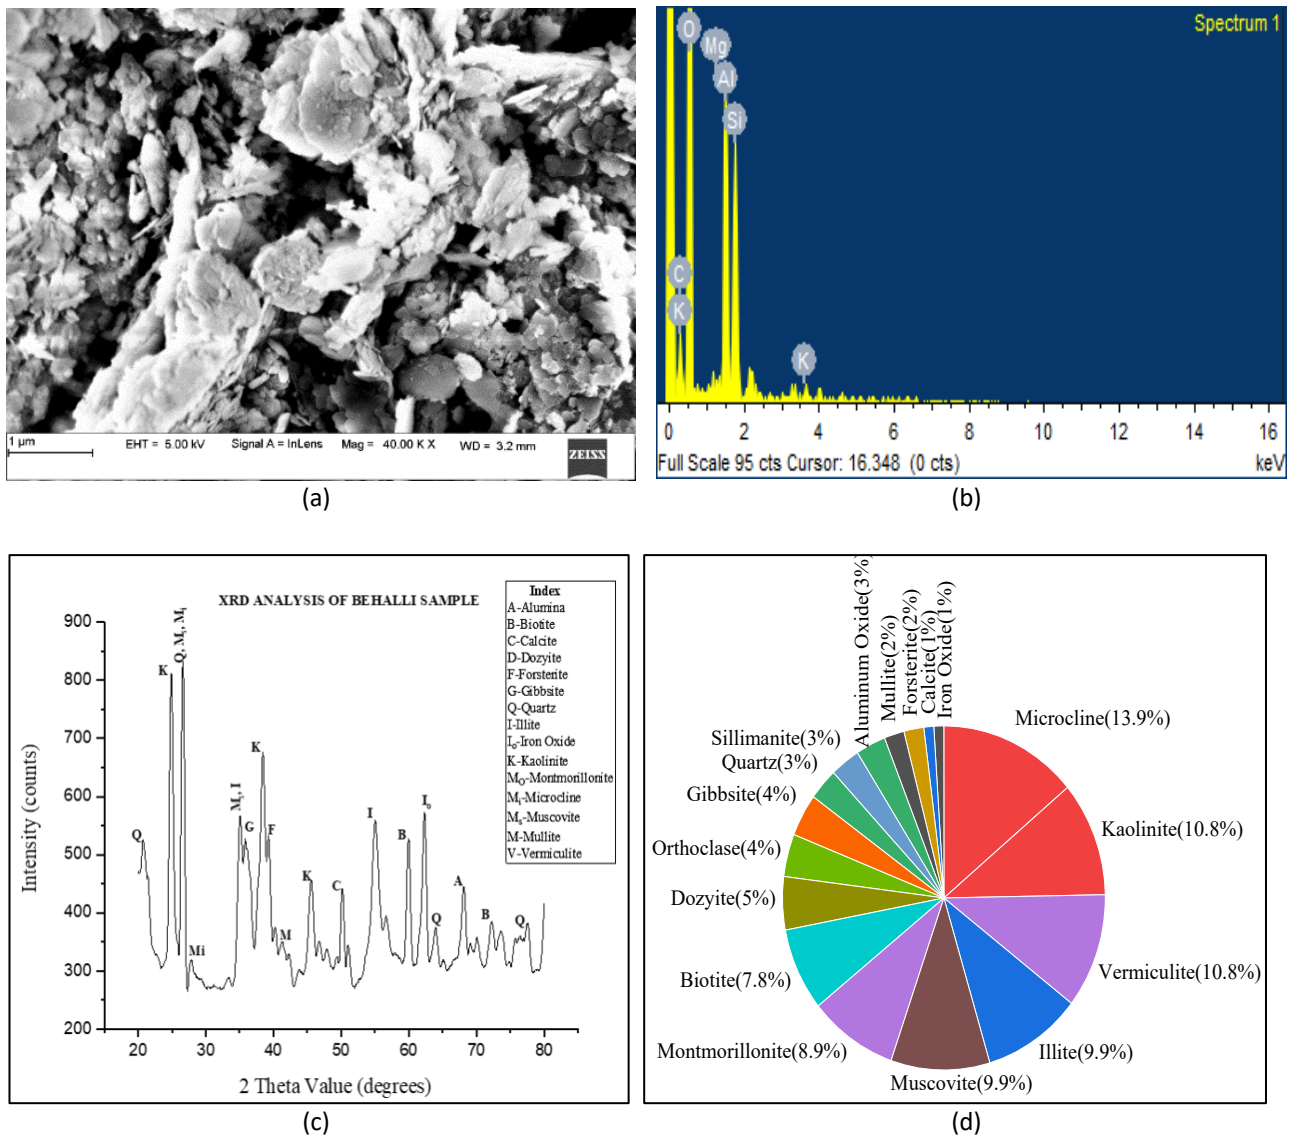 1 µm
EHT = 5.00 kV
Signal A = InLens
Mag = 40.00 K X
WD = 3.2 mm
ZEISS
(a)
Spectrum 1
O
Mg
Al
Si
C
K
K
0 2 4 6 8 10 12 14 16
Full Scale 95 cts Cursor: 16.348 (0 cts)
keV
(b)
XRD ANALYSIS OF BEHALLI SAMPLE
Index
A-Alumina
B-Biotite
C-Calcite
D-Dozyite
F-Forsterite
G-Gibbsite
Q-Quartz
I-Illite
Io-Iron Oxide
K-Kaolinite
MO-Montmorillonite
Mi-Microcline
Ms-Muscovite
M-Mullite
V-Vermiculite
900
800
700
600
500
400
300
200
Intensity (counts)
Q
K
Mi
G
K
F
M
K
C
I
B
Io
Q
A
B
Q
20 30 40 50 60 70 80
2 Theta Value (degrees)
(c)
Aluminum Oxide(3%)
Mullite(2%)
Forsterite(2%)
Calcite(1%)
Iron Oxide(1%)
Microcline(13.9%)
Sillimanite(3%)
Quartz(3%)
Gibbsite(4%)
Kaolinite(10.8%)
Orthoclase(4%)
Dozyite(5%)
Vermiculite(10.8%)
Biotite(7.8%)
Montmorillonite(8.9%)
Illite(9.9%)
Muscovite(9.9%)
(d)